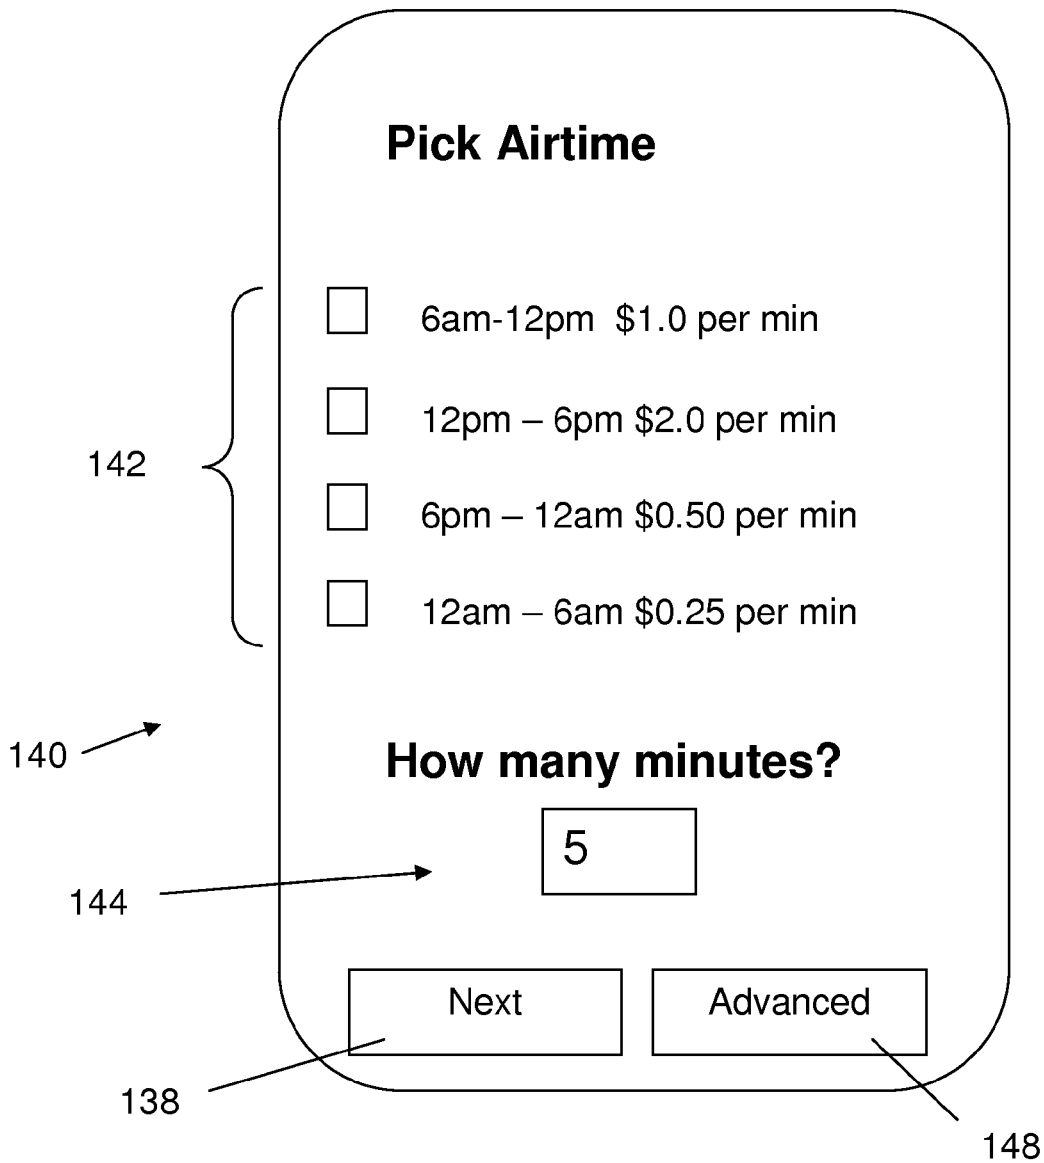 Pick Airtime
6am-12pm $1.0 per min
12pm – 6pm $2.0 per min
142
6pm – 12am $0.50 per min
12am – 6am $0.25 per min
140
How many minutes?
5
144
Next
Advanced
138
148